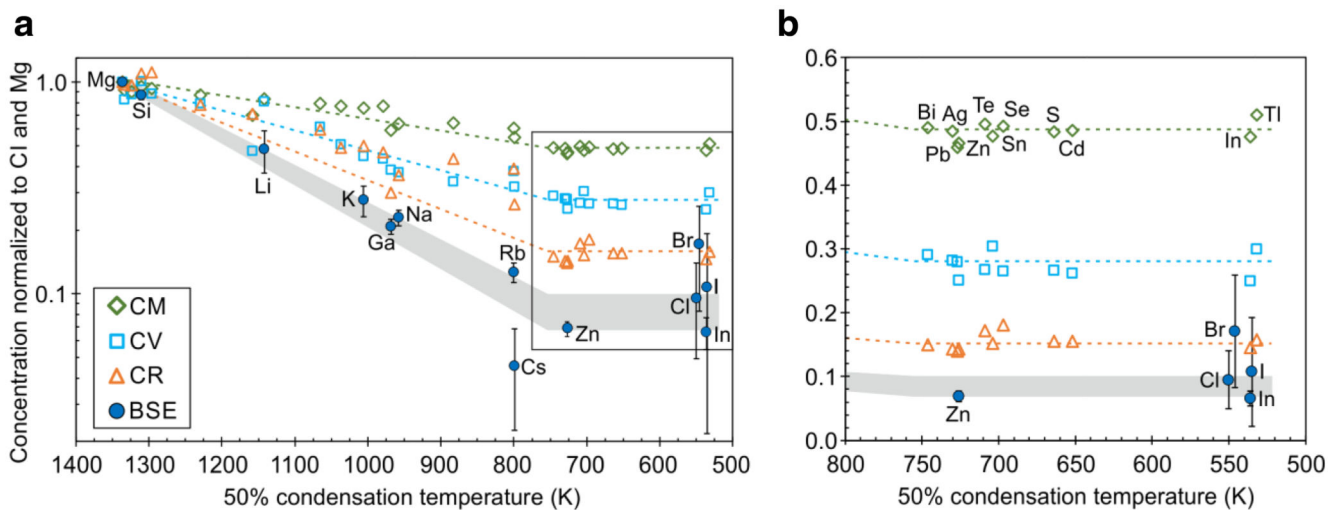 a
Concentration normalized to CI and Mg
1.0
0.1
Mg
Si
Li
K
Ga
Na
Rb
Cs
Zn
Br
Cl
I
In
CM
CV
CR
BSE
1400 1300 1200 1100 1000 900 800 700 600 500
50% condensation temperature (K)
b
0.6
0.5
0.4
0.3
0.2
0.1
0.0
Bi Ag Te Se S
Pb Zn Sn Cd In Tl
Br
Cl
I
In
Zn
800 750 700 650 600 550 500
50% condensation temperature (K)